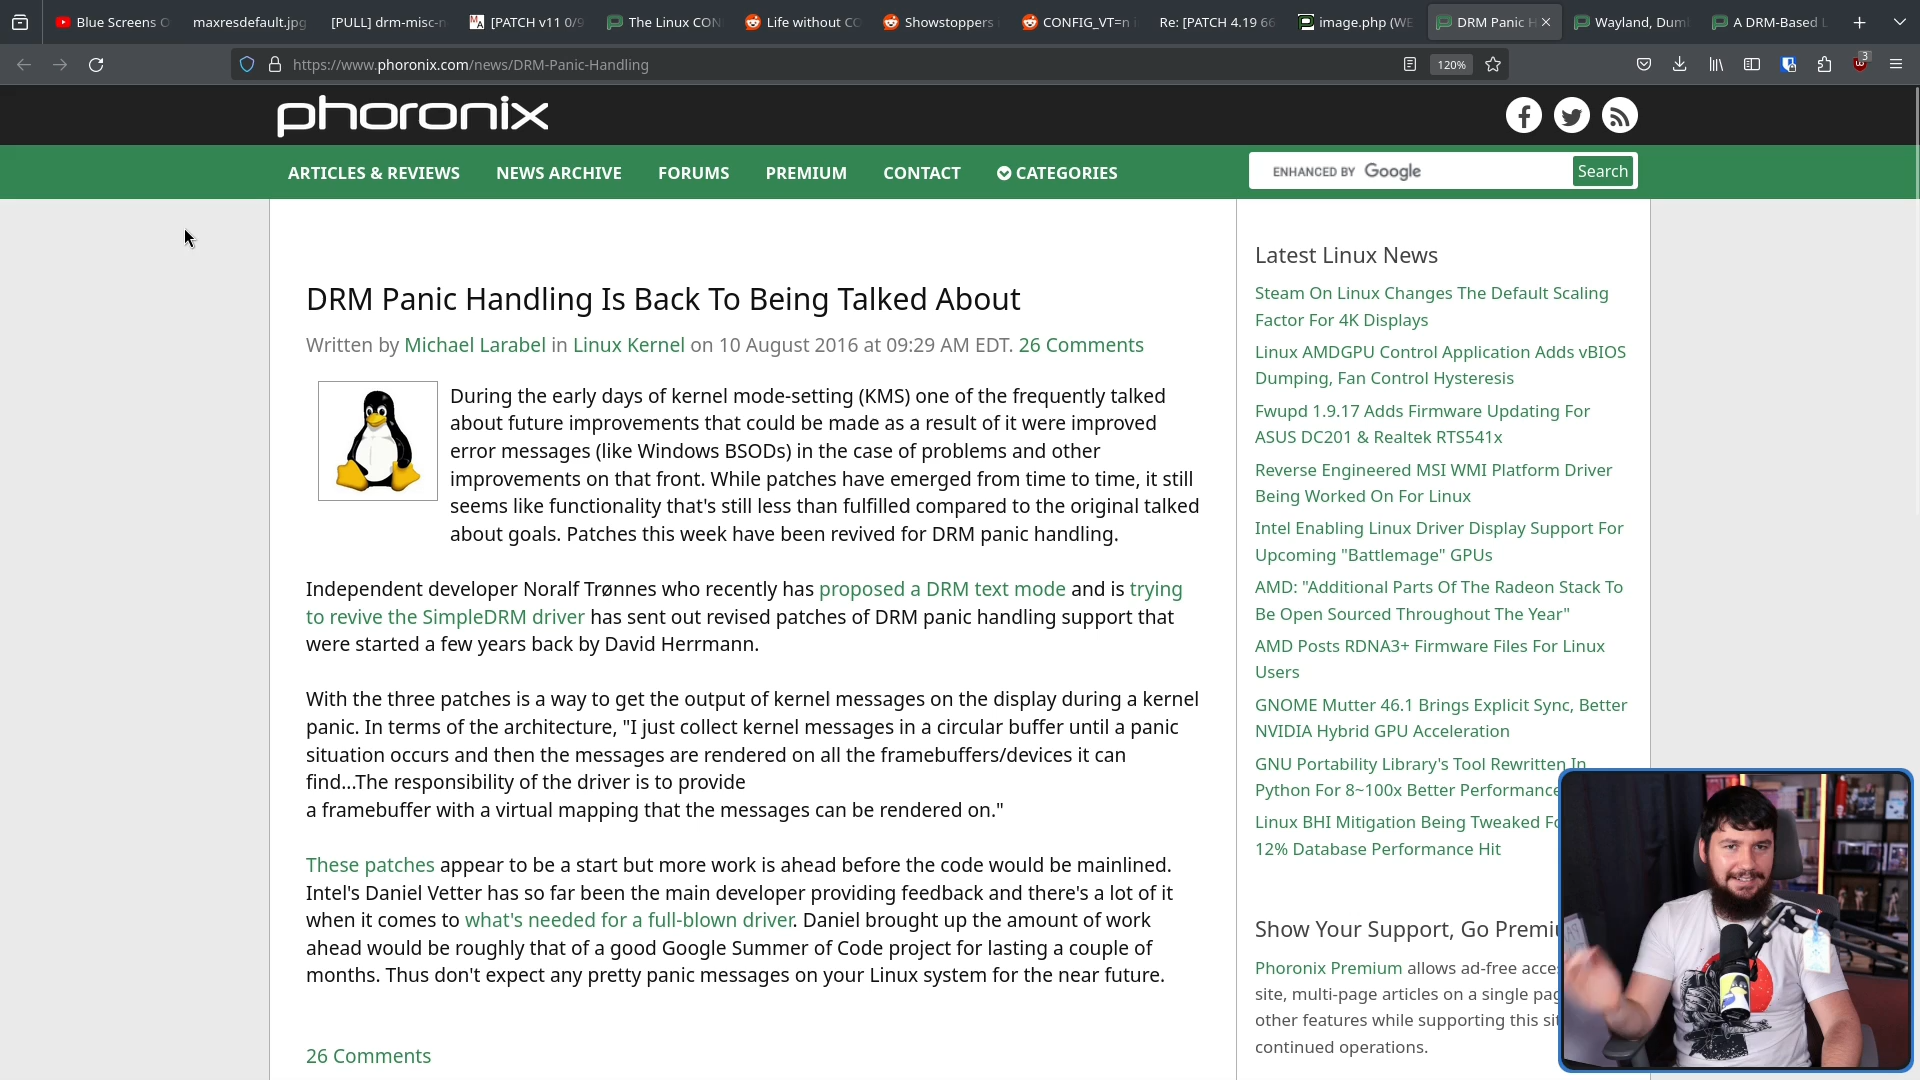 Blue Screens O
maxresdefault.jpg
[PULL] drm-misc-n
[PATCH v11 0/9
The Linux CON
Life without CO
Showstoppers
CONFIG_VT=n i
Re: [PATCH 4.19 66
image.php (WE
DRM Panic H
Wayland, Dum
A DRM-Based L
https://www.phoronix.com/news/DRM-Panic-Handling
120%
3
phoronix
ARTICLES & REVIEWS
NEWS ARCHIVE
FORUMS
PREMIUM
CONTACT
CATEGORIES
ENHANCED BY Google
Search
DRM Panic Handling Is Back To Being Talked About
Written by Michael Larabel in Linux Kernel on 10 August 2016 at 09:29 AM EDT. 26 Comments
During the early days of kernel mode-setting (KMS) one of the frequently talked
about future improvements that could be made as a result of it were improved
error messages (like Windows BSODs) in the case of problems and other
improvements on that front. While patches have emerged from time to time, it still
seems like functionality that's still less than fulfilled compared to the original talked
about goals. Patches this week have been revived for DRM panic handling.
Independent developer Noralf Trønnes who recently has proposed a DRM text mode and is trying
to revive the SimpleDRM driver has sent out revised patches of DRM panic handling support that
were started a few years back by David Herrmann.
With the three patches is a way to get the output of kernel messages on the display during a kernel
panic. In terms of the architecture, "I just collect kernel messages in a circular buffer until a panic
situation occurs and then the messages are rendered on all the framebuffers/devices it can
find...The responsibility of the driver is to provide
a framebuffer with a virtual mapping that the messages can be rendered on."
These patches appear to be a start but more work is ahead before the code would be mainlined.
Intel's Daniel Vetter has so far been the main developer providing feedback and there's a lot of it
when it comes to what's needed for a full-blown driver. Daniel brought up the amount of work
ahead would be roughly that of a good Google Summer of Code project for lasting a couple of
months. Thus don't expect any pretty panic messages on your Linux system for the near future.
26 Comments
Latest Linux News
Steam On Linux Changes The Default Scaling
Factor For 4K Displays
Linux AMDGPU Control Application Adds vBIOS
Dumping, Fan Control Hysteresis
Fwupd 1.9.17 Adds Firmware Updating For
ASUS DC201 & Realtek RTS541x
Reverse Engineered MSI WMI Platform Driver
Being Worked On For Linux
Intel Enabling Linux Driver Display Support For
Upcoming "Battlemage" GPUs
AMD: "Additional Parts Of The Radeon Stack To
Be Open Sourced Throughout The Year"
AMD Posts RDNA3+ Firmware Files For Linux
Users
GNOME Mutter 46.1 Brings Explicit Sync, Better
NVIDIA Hybrid GPU Acceleration
GNU Portability Library's Tool Rewritten In
Python For 8~100x Better Performance
Linux BHI Mitigation Being Tweaked Fo
12% Database Performance Hit
Show Your Support, Go Premiu
Phoronix Premium allows ad-free acce
site, multi-page articles on a single pag
other features while supporting this sit
continued operations.